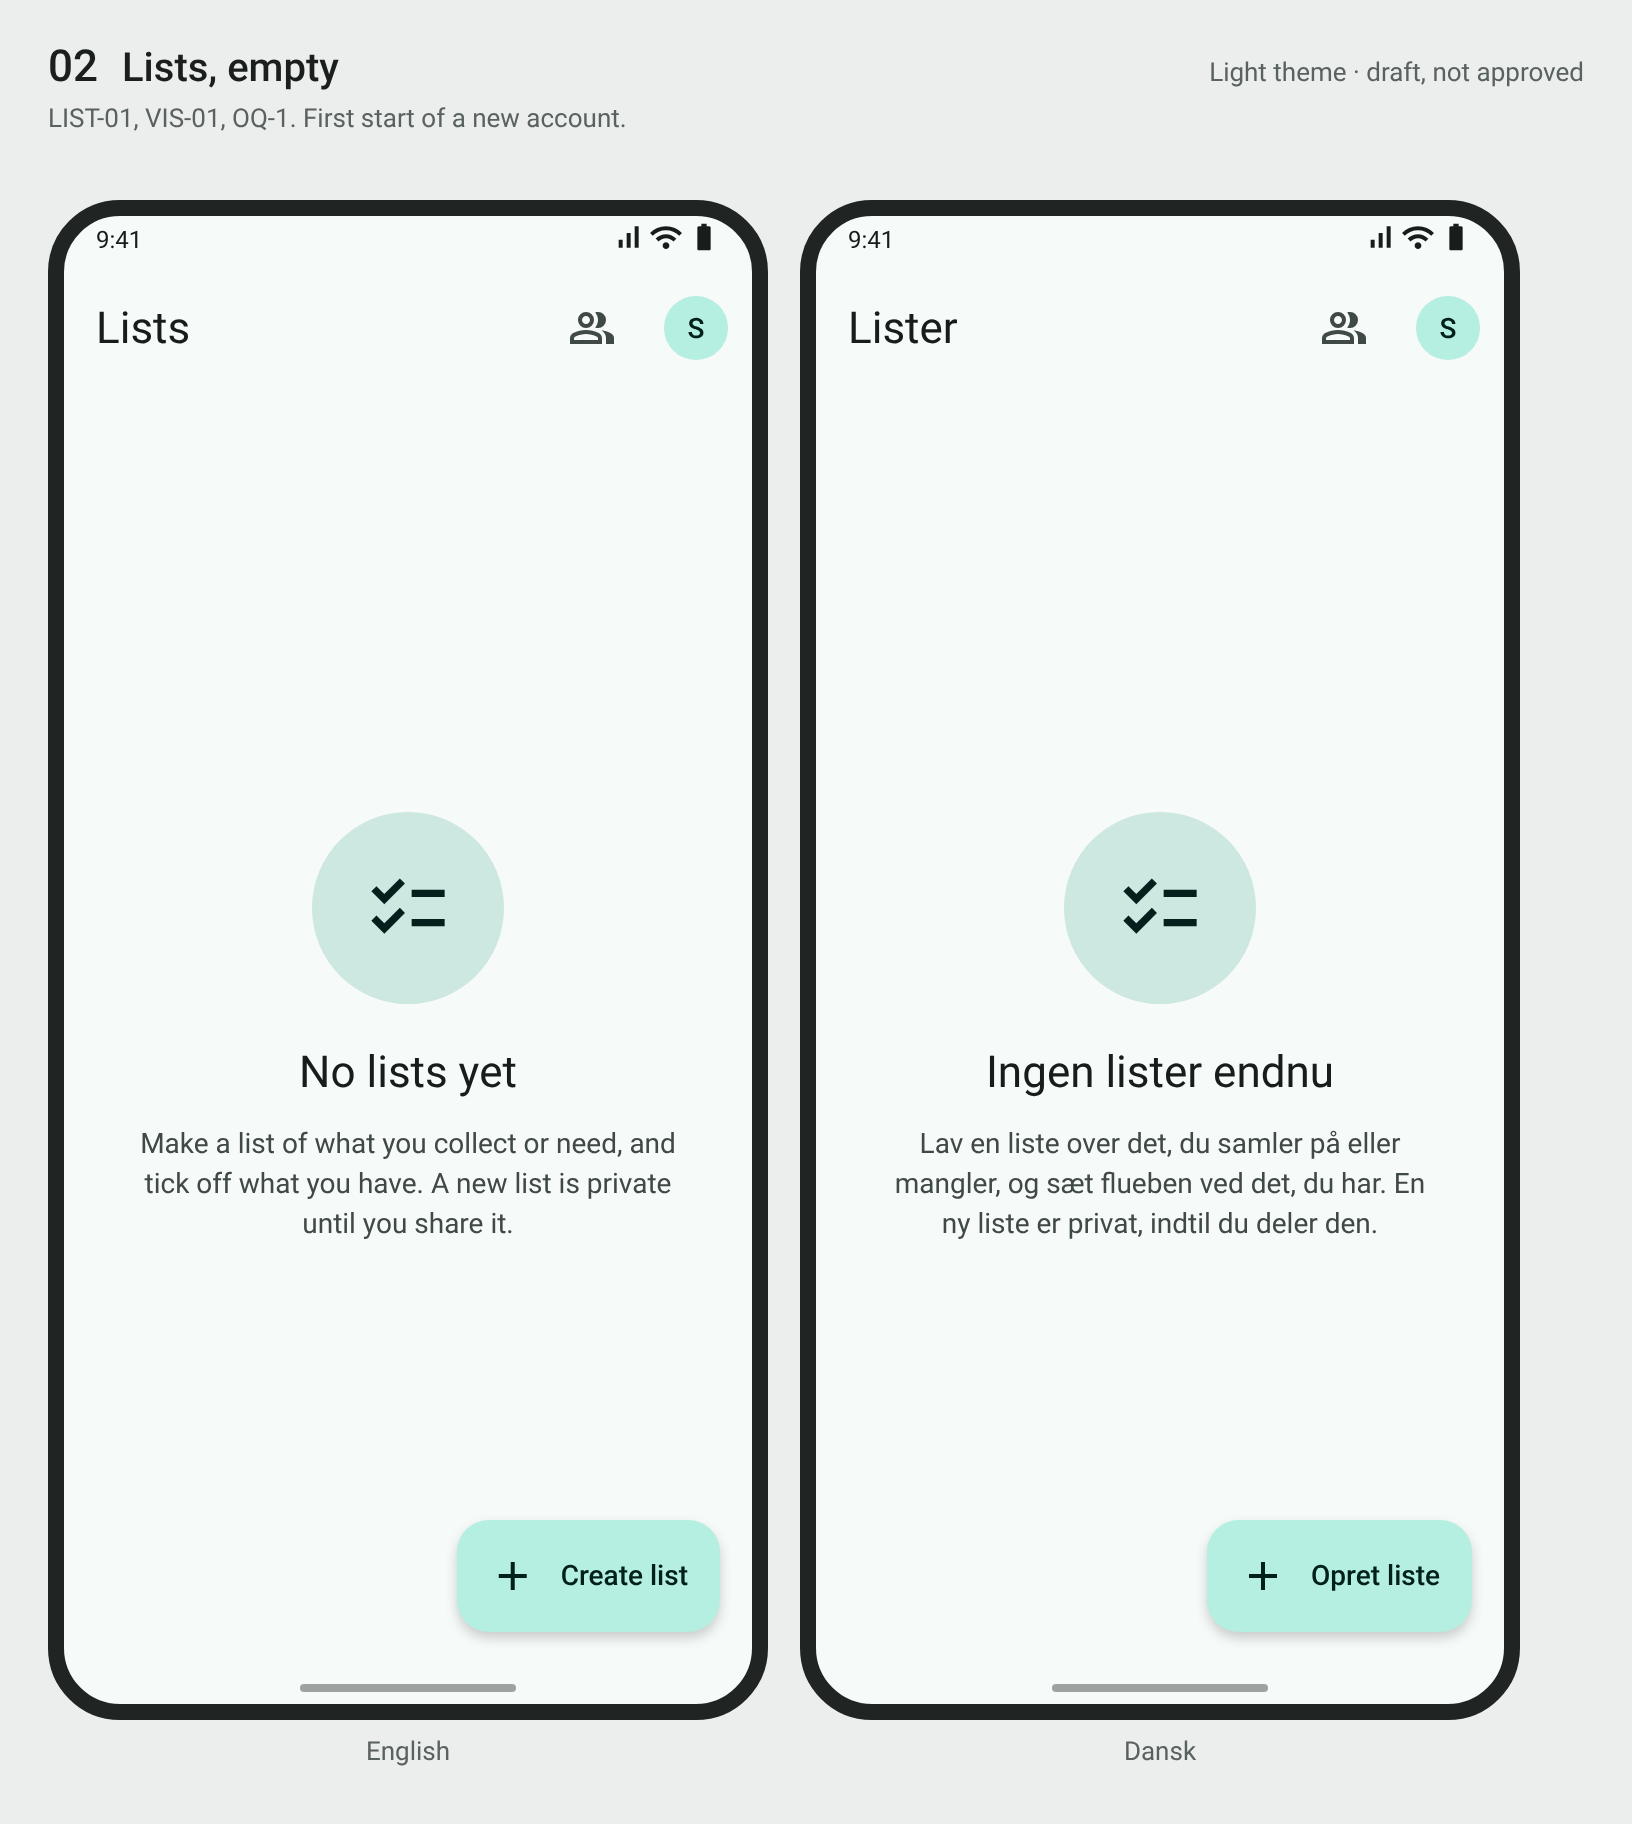 02 Lists, empty
Light theme · draft, not approved
LIST-01, VIS-01, OQ-1. First start of a new account.
9:41
Lists
S
No lists yet
Make a list of what you collect or need, and
tick off what you have. A new list is private
until you share it.
Create list
English
9:41
Lister
S
Ingen lister endnu
Lav en liste over det, du samler på eller
mangler, og sæt flueben ved det, du har. En
ny liste er privat, indtil du deler den.
Opret liste
Dansk